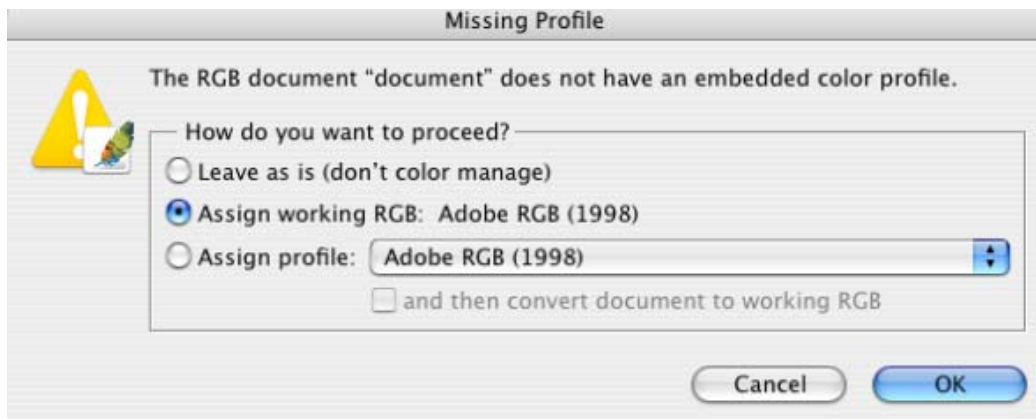 Missing Profile
The RGB document “document” does not have an embedded color profile.
How do you want to proceed?
Leave as is (don’t color manage)
Assign working RGB: Adobe RGB (1998)
Assign profile: Adobe RGB (1998)
and then convert document to working RGB
Cancel OK